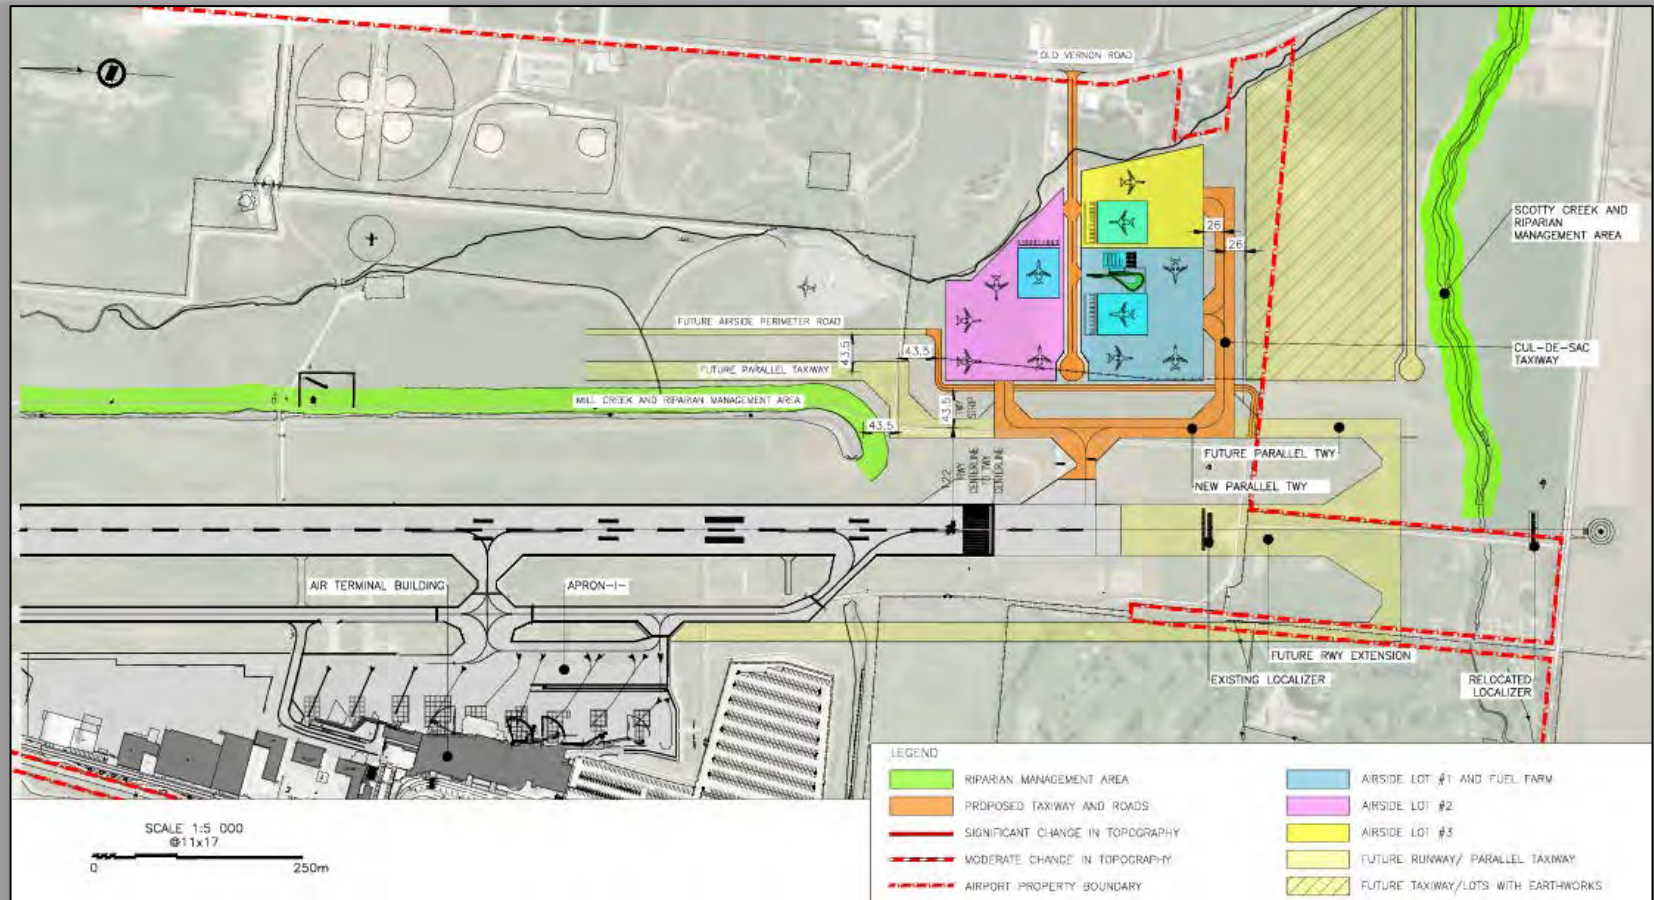 OLD VERNON ROAD
SCOTTY CREEK AND
RIPARIAN
MANAGEMENT AREA
26
26
FUTURE AIRSIDE PERIMETER ROAD
43.5
43.5
CUL-DE-SAC
TAXIWAY
FUTURE PARALLEL TAXIWAY
MILL CREEK AND RIPARIAN MANAGEMENT AREA
43.5
TWY
STRIP
43.5
FUTURE PARALLEL TWY
NEW PARALLEL TWY
122
RWY
CENTERLINE
TO TWY
CENTERLINE
AIR TERMINAL BUILDING
APRON-I-
FUTURE RWY EXTENSION
EXISTING LOCALIZER
RELOCATED
LOCALIZER
LEGEND
RIPARIAN MANAGEMENT AREA
PROPOSED TAXIWAY AND ROADS
SIGNIFICANT CHANGE IN TOPOGRAPHY
MODERATE CHANGE IN TOPOGRAPHY
AIRPORT PROPERTY BOUNDARY
AIRSIDE LOT #1 AND FUEL FARM
AIRSIDE LOT #2
AIRSIDE LOT #3
FUTURE RUNWAY/ PARALLEL TAXIWAY
FUTURE TAXIWAY/LOTS WITH EARTHWORKS
SCALE 1:5 000
@11x17
0 250m